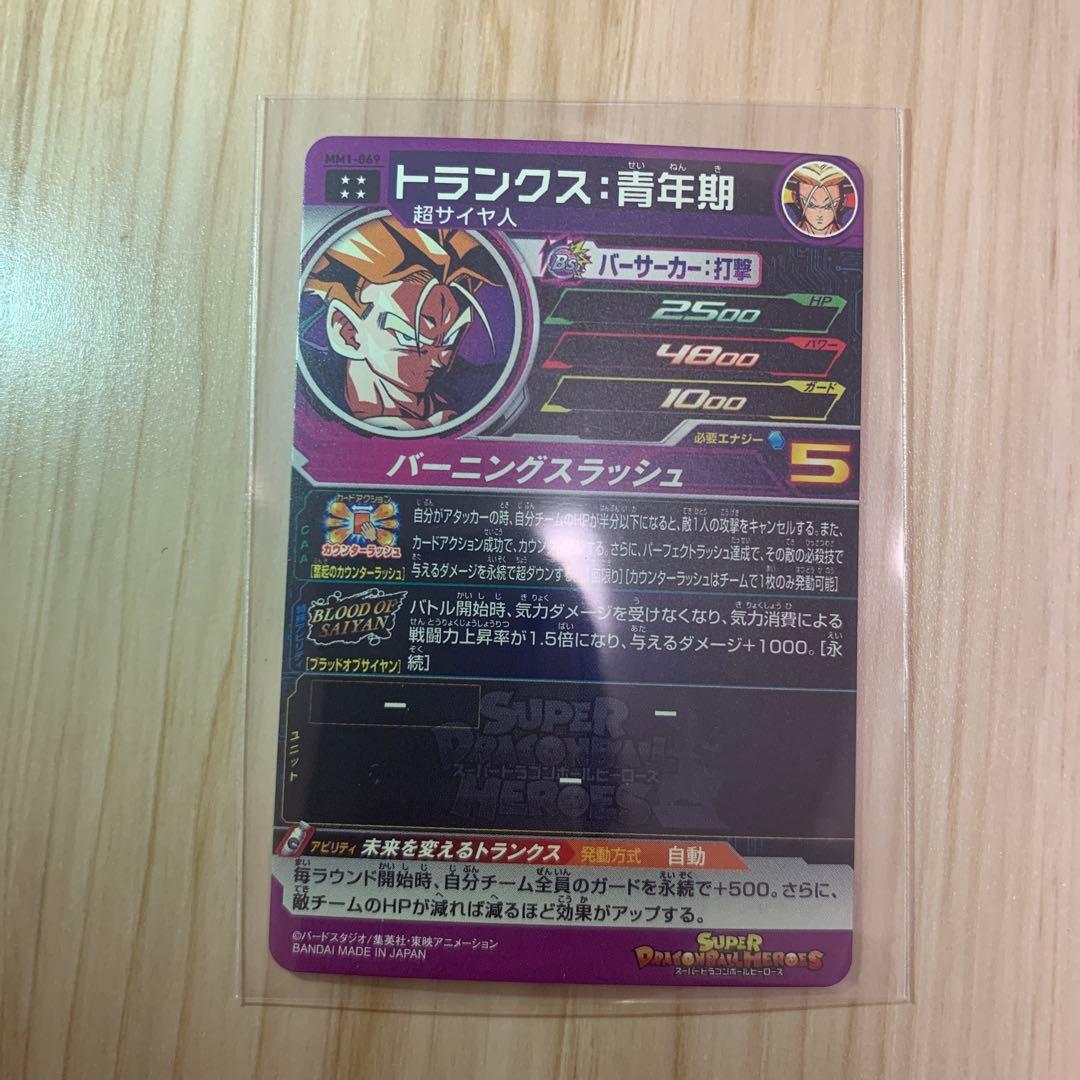 MM1-069
トランクス：青年期
超サイヤ人
Bs バーサーカー：打撃
2500 HP
4800 パワー
1000 ガード
必要エナジー 5
バーニングスラッシュ
CAA
カードアクション
カウンターラッシュ
[奮起のカウンターラッシュ]
自分がアタッカーの時、自分チームのHPが半分以下になると、敵1人の攻撃をキャンセルする。また、
カードアクション成功で、カウンター する。さらに、パーフェクトラッシュ達成で、その敵の必殺技で
与えるダメージを永続で超ダウンする 回限り][カウンターラッシュはチームで1枚のみ発動可能]
特殊アビリティ
BLOOD OF
SAIYAN
[ブラッドオブサイヤン]
バトル開始時、気力ダメージを受けなくなり、気力消費による
戦闘力上昇率が1.5倍になり、与えるダメージ+1000。[永
続]
ユニット
ー
ー
ー
SUPER
DRAGONBALL
スーパードラゴンボールヒーローズ
HEROES
アビリティ 未来を変えるトランクス 発動方式 自動
毎ラウンド開始時、自分チーム全員のガードを永続で+500。さらに、
敵チームのHPが減れば減るほど効果がアップする。
©バードスタジオ/集英社・東映アニメーション
BANDAI MADE IN JAPAN
SUPER
DRAGONBALL HEROES
スーパードラゴンボールヒーローズ